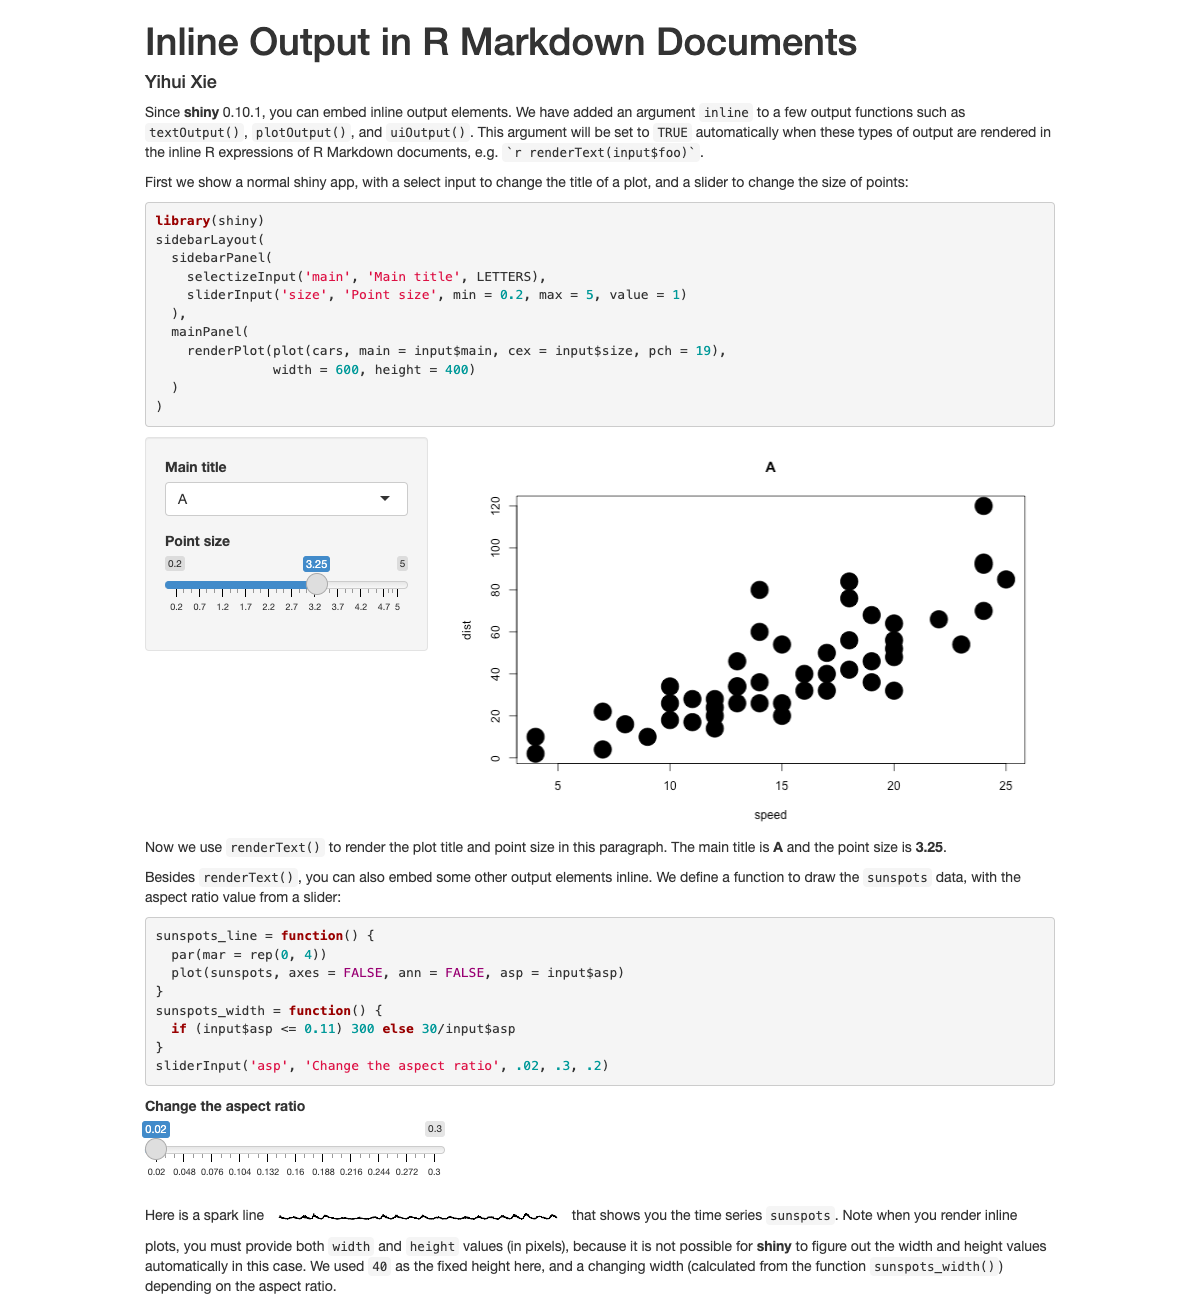 Inline Output in R Markdown Documents
Yihui Xie
Since shiny 0.10.1, you can embed inline output elements. We have added an argument inline to a few output functions such as
textOutput(), plotOutput(), and uiOutput(). This argument will be set to TRUE automatically when these types of output are rendered in
the inline R expressions of R Markdown documents, e.g. `r renderText(input$foo)`.
First we show a normal shiny app, with a select input to change the title of a plot, and a slider to change the size of points:
library(shiny)
sidebarLayout(
  sidebarPanel(
    selectizeInput('main', 'Main title', LETTERS),
    sliderInput('size', 'Point size', min = 0.2, max = 5, value = 1)
  ),
  mainPanel(
    renderPlot(plot(cars, main = input$main, cex = input$size, pch = 19),
               width = 600, height = 400)
  )
)
Main title
A
Point size
0.2 3.25 5
0.2 0.7 1.2 1.7 2.2 2.7 3.2 3.7 4.2 4.7 5
A
120
100
80
60
40
20
0
dist
5 10 15 20 25
speed
Now we use renderText() to render the plot title and point size in this paragraph. The main title is A and the point size is 3.25.
Besides renderText(), you can also embed some other output elements inline. We define a function to draw the sunspots data, with the
aspect ratio value from a slider:
sunspots_line = function() {
  par(mar = rep(0, 4))
  plot(sunspots, axes = FALSE, ann = FALSE, asp = input$asp)
}
sunspots_width = function() {
  if (input$asp <= 0.11) 300 else 30/input$asp
}
sliderInput('asp', 'Change the aspect ratio', .02, .3, .2)
Change the aspect ratio
0.02 0.3
0.02 0.048 0.076 0.104 0.132 0.16 0.188 0.216 0.244 0.272 0.3
Here is a spark line that shows you the time series sunspots. Note when you render inline
plots, you must provide both width and height values (in pixels), because it is not possible for shiny to figure out the width and height values
automatically in this case. We used 40 as the fixed height here, and a changing width (calculated from the function sunspots_width())
depending on the aspect ratio.